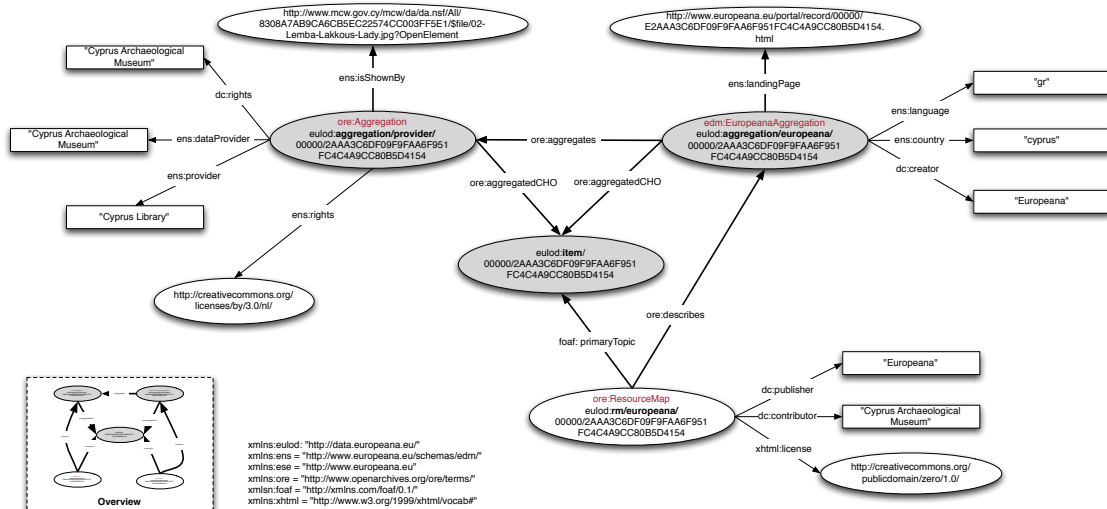 http://www.mcw.gov.cy/mcw/da/da.nsf/All/
8308A7AB9CA6CB5EC22574CC003FF5E1/$file/02-
Lemba-Lakkous-Lady.jpg?OpenElement
http://www.europeana.eu/portal/record/00000/
E2AAA3C6DF09F9FAA6F951FC4C4A9CC80B5D4154.
html
"Cyprus Archaeological
Museum"
ens:isShownBy
ens:landingPage
"gr"
dc:rights
ens:language
ore:Aggregation
eulod:aggregation/provider/
00000/2AAA3C6DF09F9FAA6F951
FC4C4A9CC80B5D4154
edm:EuropeanaAggregation
eulod:aggregation/europeana/
00000/2AAA3C6DF09F9FAA6F951
FC4C4A9CC80B5D4154
"Cyprus Archaeological
Museum"
ens:dataProvider
ore:aggregates
ens:country
"cyprus"
ens:provider
ore:aggregatedCHO
ore:aggregatedCHO
dc:creator
"Cyprus Library"
ens:rights
"Europeana"
eulod:item/
00000/2AAA3C6DF09F9FAA6F951
FC4C4A9CC80B5D4154
http://creativecommons.org/
licenses/by/3.0/nl/
ore:describes
foaf: primaryTopic
"Europeana"
dc:publisher
ore:ResourceMap
eulod:rm/europeana/
00000/2AAA3C6DF09F9FAA6F951
FC4C4A9CC80B5D4154
dc:contributor
"Cyprus Archaeological
Museum"
xhtml:license
http://creativecommons.org/
publicdomain/zero/1.0/
xmlns:eulod: "http://data.europeana.eu/"
xmlns:ens = "http://www.europeana.eu/schemas/edm/"
xmlns:ese = "http://www.europeana.eu"
xmlns:ore = "http://www.openarchives.org/ore/terms/"
xmlsn:foaf = "http://xmlns.com/foaf/0.1/"
xmlns:xhtml = "http://www.w3.org/1999/xhtml/vocab#"
Overview